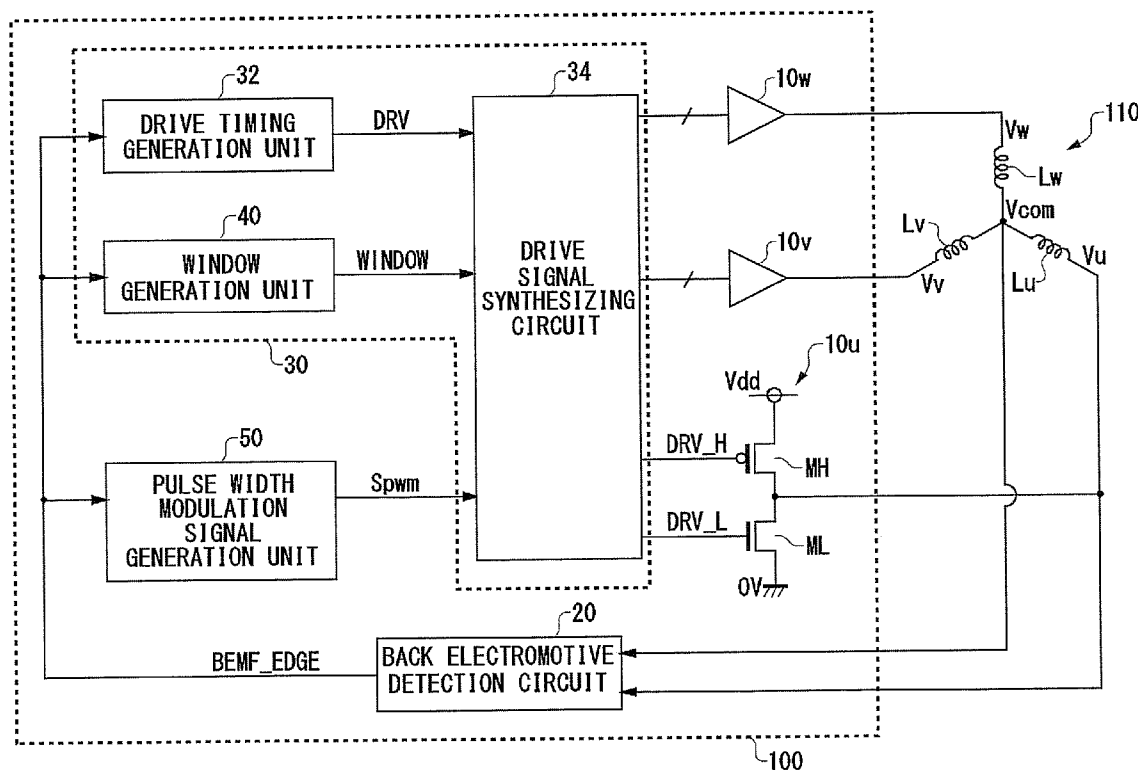 32
DRIVE TIMING
GENERATION UNIT
DRV
34
DRIVE
SIGNAL
SYNTHESIZING
CIRCUIT
10w
Vw
110
Lw
Vcom
40
WINDOW
GENERATION UNIT
WINDOW
10v
Lv
Vv
Lu
Vu
30
10u
Vdd
50
PULSE WIDTH
MODULATION
SIGNAL
GENERATION UNIT
Spwm
DRV_H
MH
DRV_L
ML
0V
20
BACK ELECTROMOTIVE
DETECTION CIRCUIT
BEMF_EDGE
100